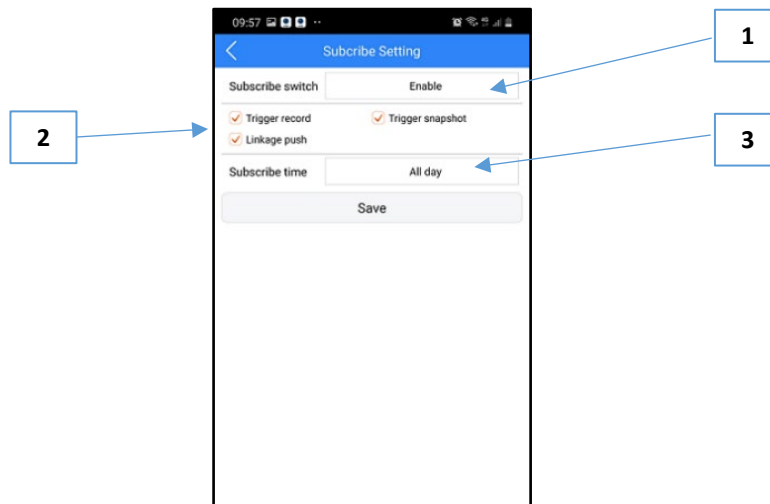 09:57
Subcribe Setting
1
Subscribe switch Enable
2
Trigger record Trigger snapshot
Linkage push
3
Subscribe time All day
Save